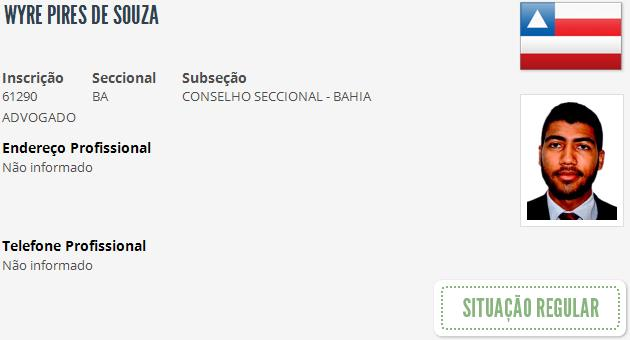 WYRE PIRES DE SOUZA
Inscrição Seccional Subseção
61290 BA CONSELHO SECCIONAL - BAHIA
ADVOGADO
Endereço Profissional
Não informado
Telefone Profissional
Não informado
SITUAÇÃO REGULAR